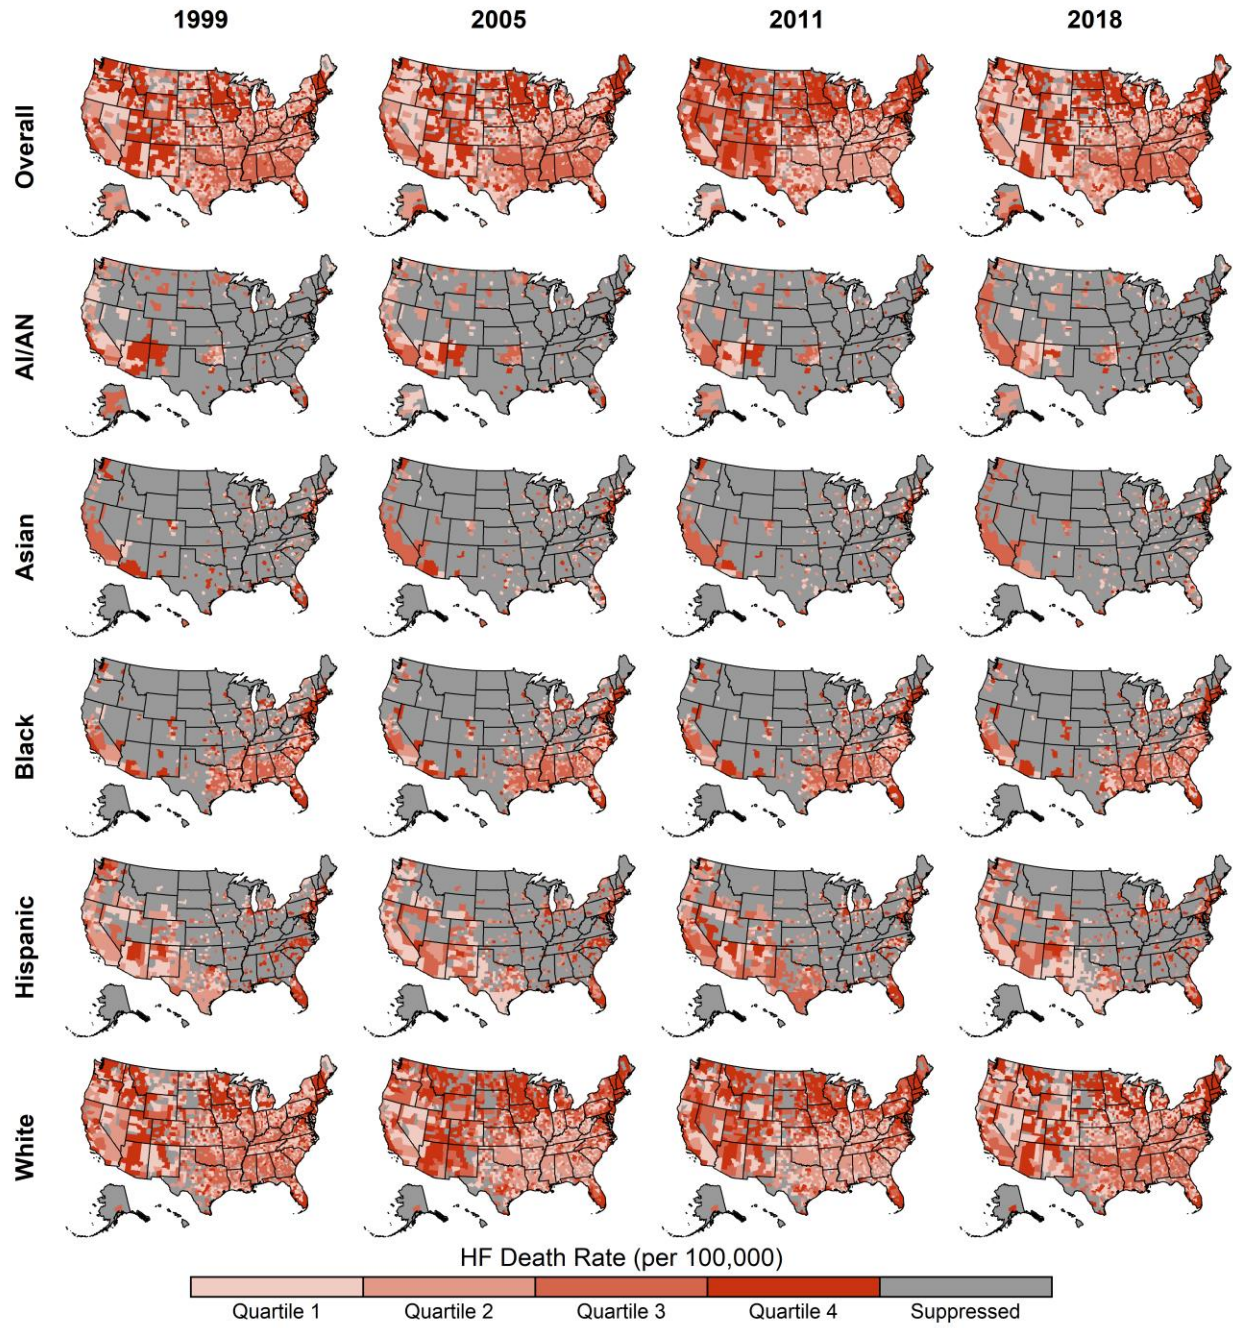 1999 2005 2011 2018
Overall
AI/AN
Asian
Black
Hispanic
White
HF Death Rate (per 100,000)
Quartile 1 Quartile 2 Quartile 3 Quartile 4 Suppressed